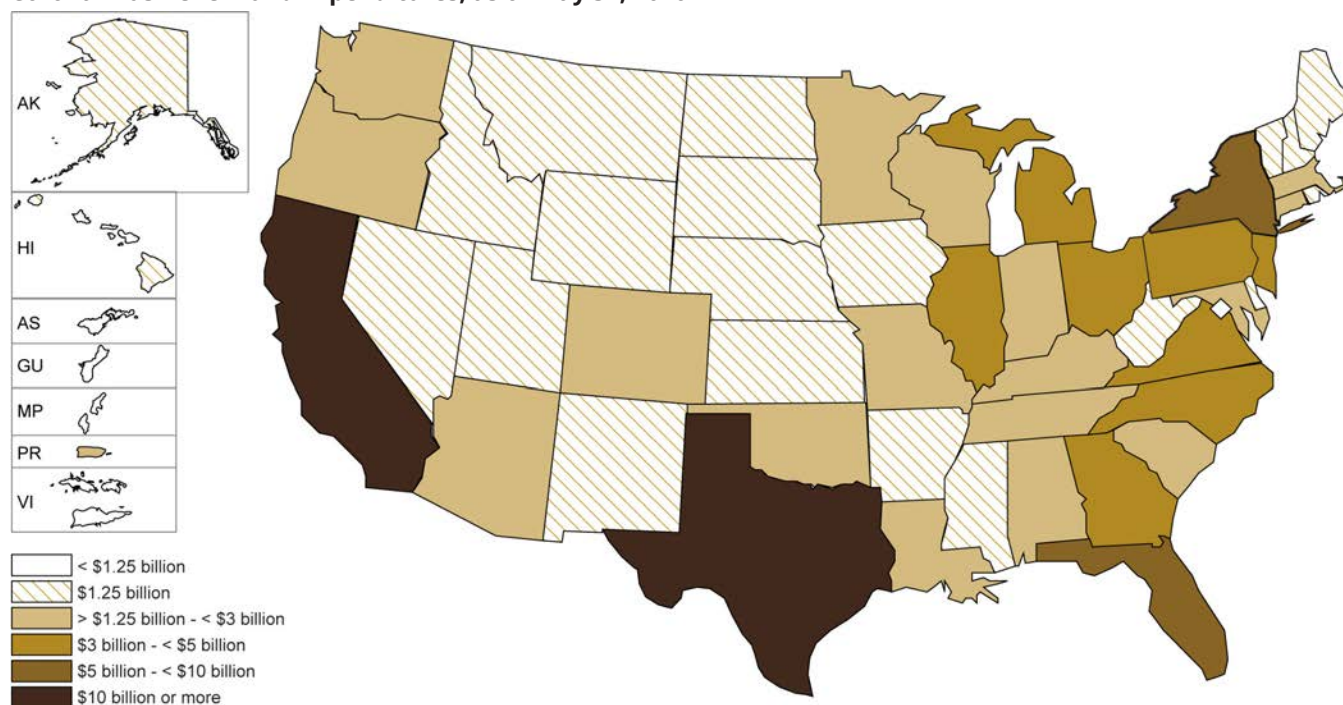 AK
HI
AS
GU
MP
PR
VI
< $1.25 billion
$1.25 billion
> $1.25 billion - < $3 billion
$3 billion - < $5 billion
$5 billion - < $10 billion
$10 billion or more